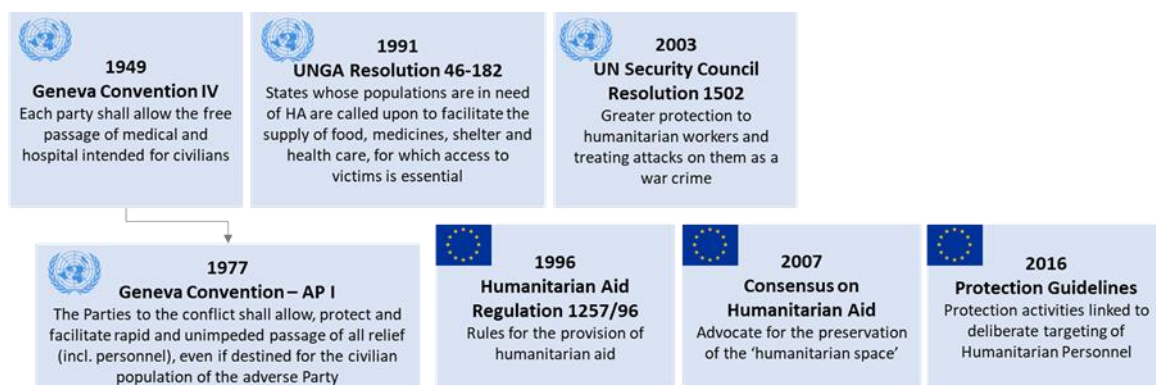 1949
Geneva Convention IV
Each party shall allow the free
passage of medical and
hospital intended for civilians
1991
UNGA Resolution 46-182
States whose populations are in need
of HA are called upon to facilitate the
supply of food, medicines, shelter and
health care, for which access to
victims is essential
2003
UN Security Council
Resolution 1502
Greater protection to
humanitarian workers and
treating attacks on them as a
war crime
1977
Geneva Convention – AP I
The Parties to the conflict shall allow, protect and
facilitate rapid and unimpeded passage of all relief
(incl. personnel), even if destined for the civilian
population of the adverse Party
1996
Humanitarian Aid
Regulation 1257/96
Rules for the provision of
humanitarian aid
2007
Consensus on
Humanitarian Aid
Advocate for the preservation
of the ‘humanitarian space’
2016
Protection Guidelines
Protection activities linked to
deliberate targeting of
Humanitarian Personnel